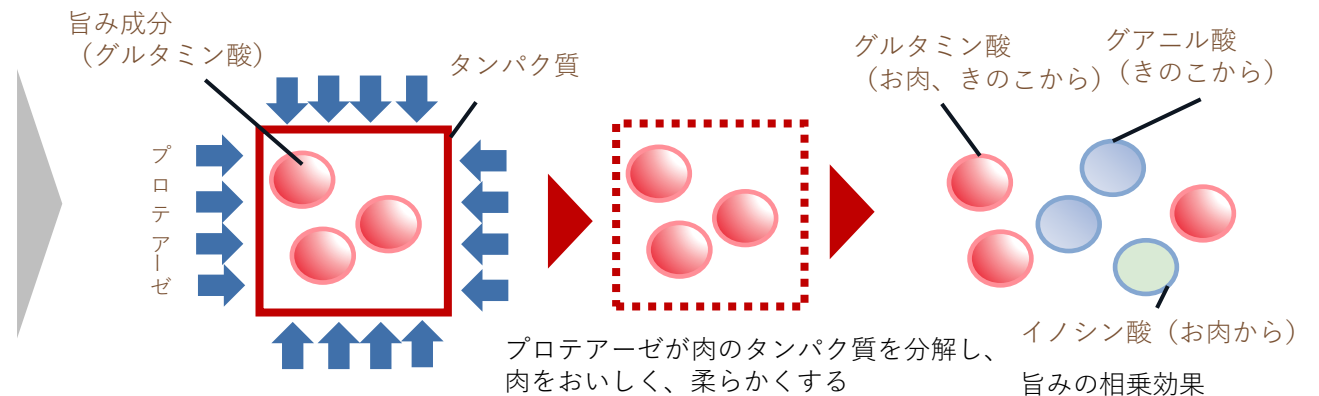 旨み成分
（グルタミン酸）
タンパク質
プロテアーゼ
プロテアーゼが肉のタンパク質を分解し、
肉をおいしく、柔らかくする
グルタミン酸
（お肉、きのこから）
グアニル酸
（きのこから）
イノシン酸（お肉から）
旨みの相乗効果